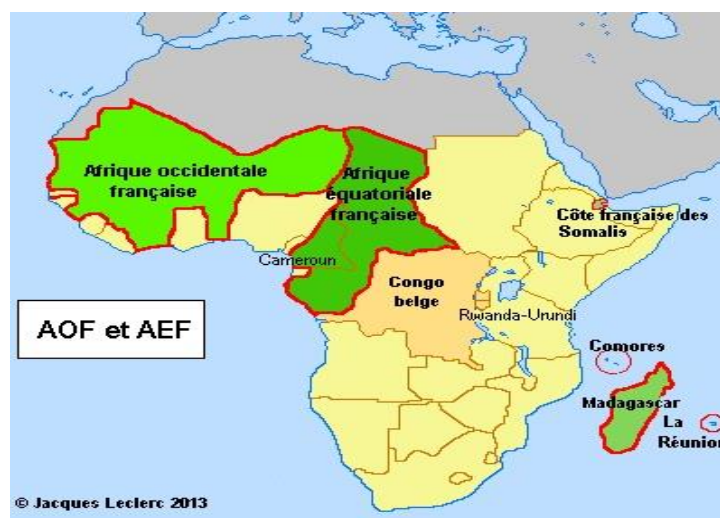 Afrique occidentale
française
Afrique
équatoriale
française
Côte française des
Somalis
Cameroun
Congo
belge
Rwanda-Urundi
AOF et AEF
Comores
Madagascar
La
Réunion
© Jacques Leclerc 2013